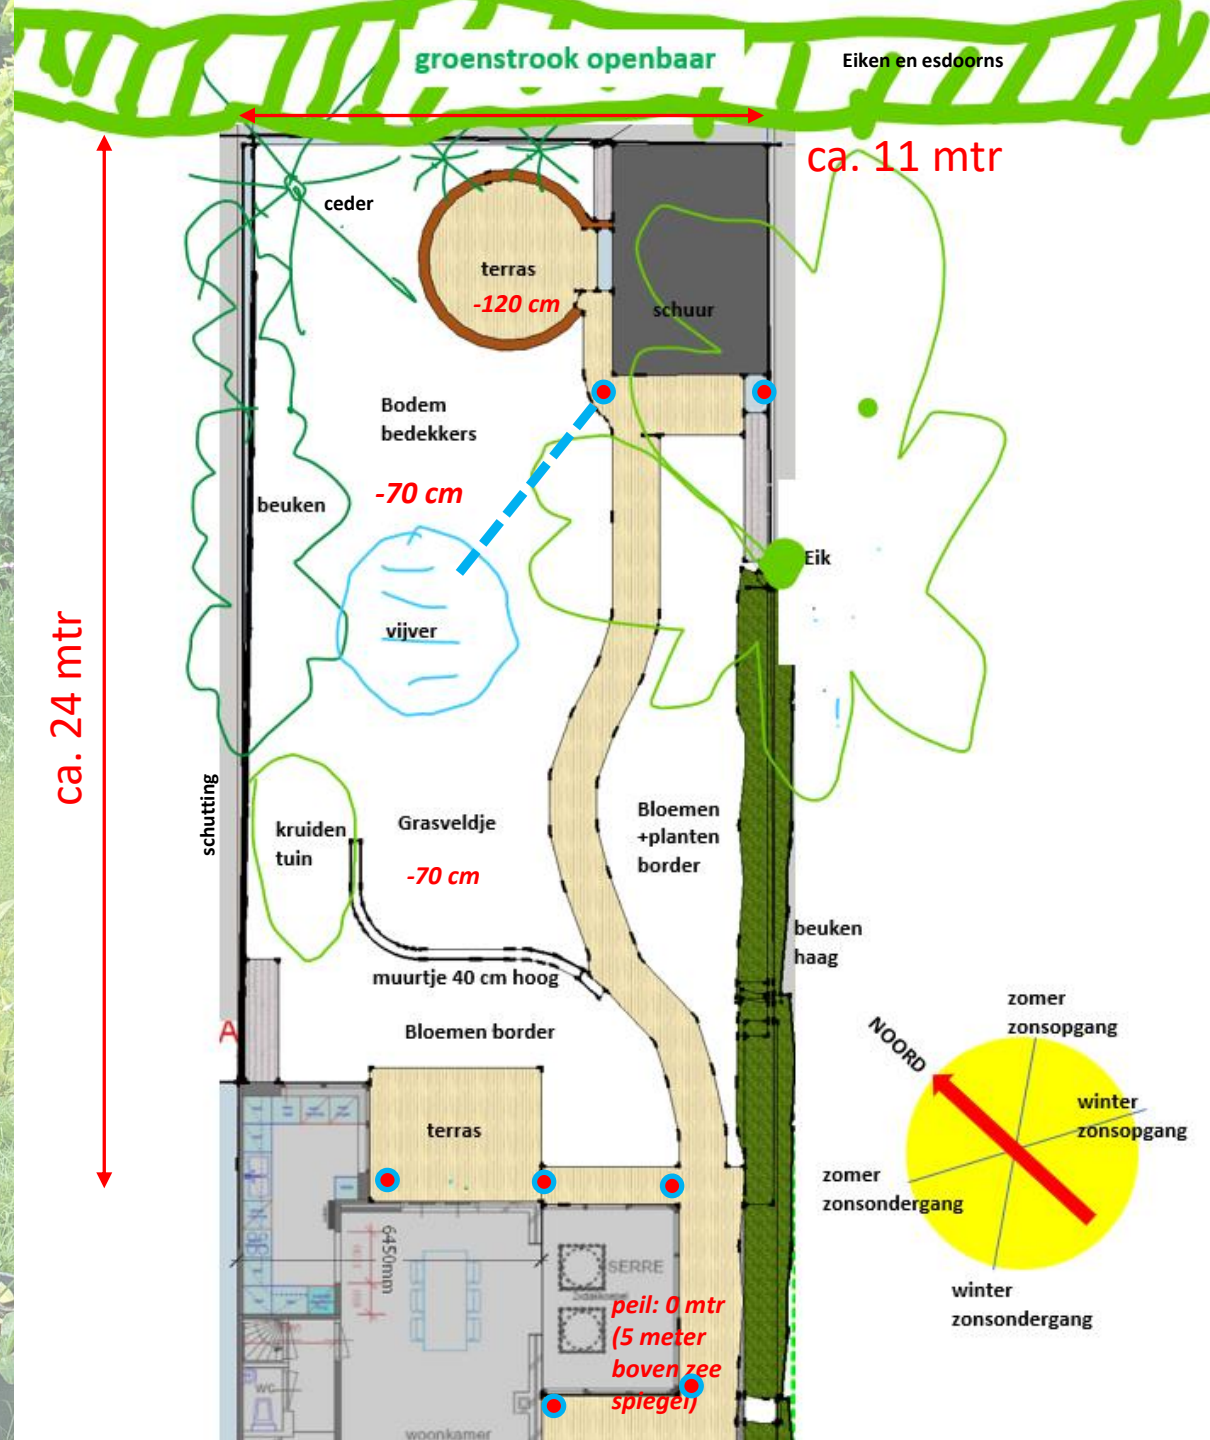 groenstrook openbaar
Eiken en esdoorns
ca. 11 mtr
ceder
terras
-120 cm
schuur
Bodem
bedekkers
-70 cm
beuken
Eik
vijver
ca. 24 mtr
schutting
kruiden
tuin
Grasveldje
-70 cm
Bloemen
+planten
border
beuken
haag
muurtje 40 cm hoog
Bloemen border
A
terras
zomer
zonsopgang
NOORD
winter
zonsopgang
zomer
zonsondergang
winter
zonsondergang
6450mm
SERRE
peil: 0 mtr
(5 meter
boven zee
spiegel)
wc
woonkamer